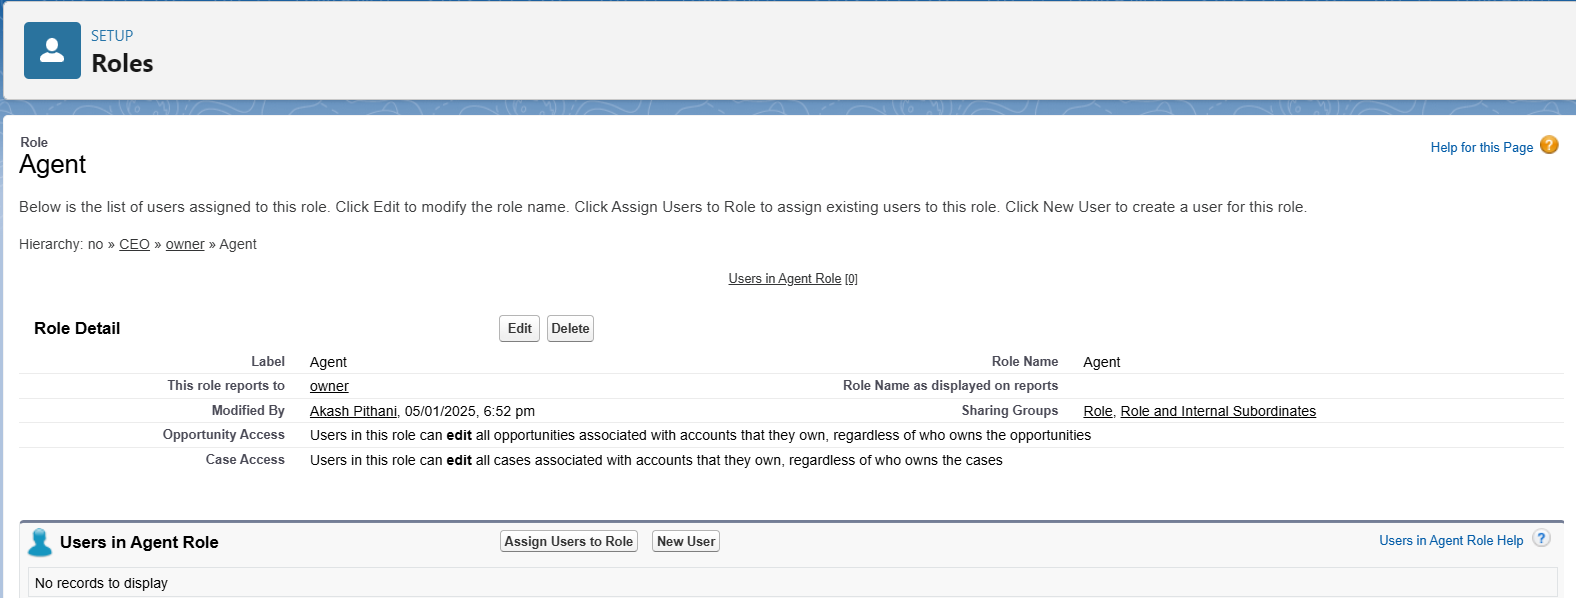 SETUP
Roles
Role
Agent
Help for this Page ?
Below is the list of users assigned to this role. Click Edit to modify the role name. Click Assign Users to Role to assign existing users to this role. Click New User to create a user for this role.
Hierarchy: no » CEO » owner » Agent
Users in Agent Role [0]
Role Detail Edit Delete
Label Agent Role Name Agent
This role reports to owner Role Name as displayed on reports
Modified By Akash Pithani, 05/01/2025, 6:52 pm Sharing Groups Role, Role and Internal Subordinates
Opportunity Access Users in this role can edit all opportunities associated with accounts that they own, regardless of who owns the opportunities
Case Access Users in this role can edit all cases associated with accounts that they own, regardless of who owns the cases
Users in Agent Role Assign Users to Role New User Users in Agent Role Help ?
No records to display